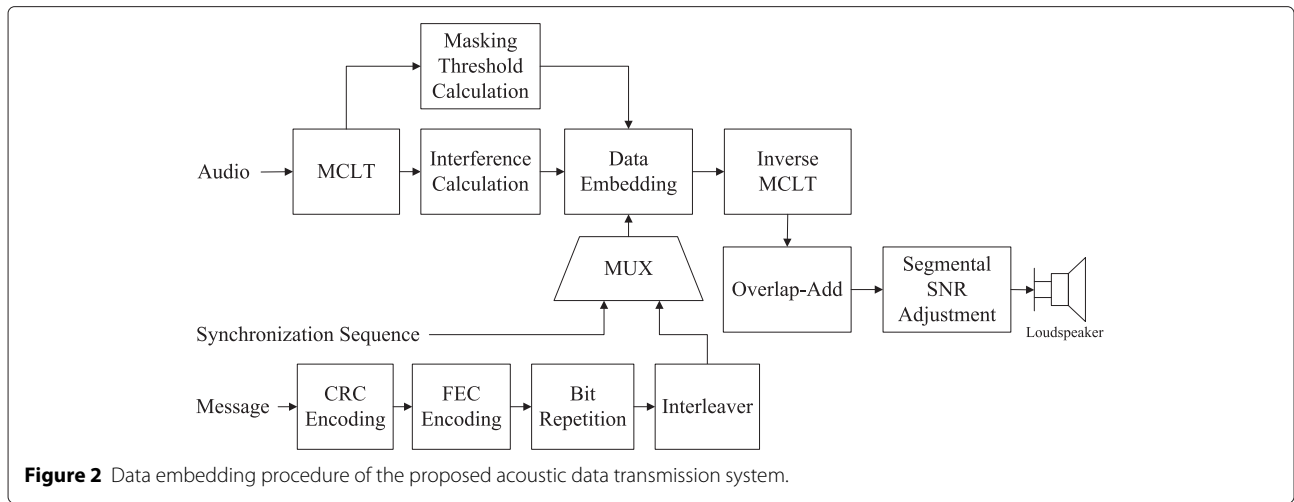 Masking
Threshold
Calculation
Audio
MCLT
Interference
Calculation
Data
Embedding
Inverse
MCLT
MUX
Overlap-Add
Segmental
SNR
Adjustment
Loudspeaker
Synchronization Sequence
Message
CRC
Encoding
FEC
Encoding
Bit
Repetition
Interleaver
Figure 2 Data embedding procedure of the proposed acoustic data transmission system.